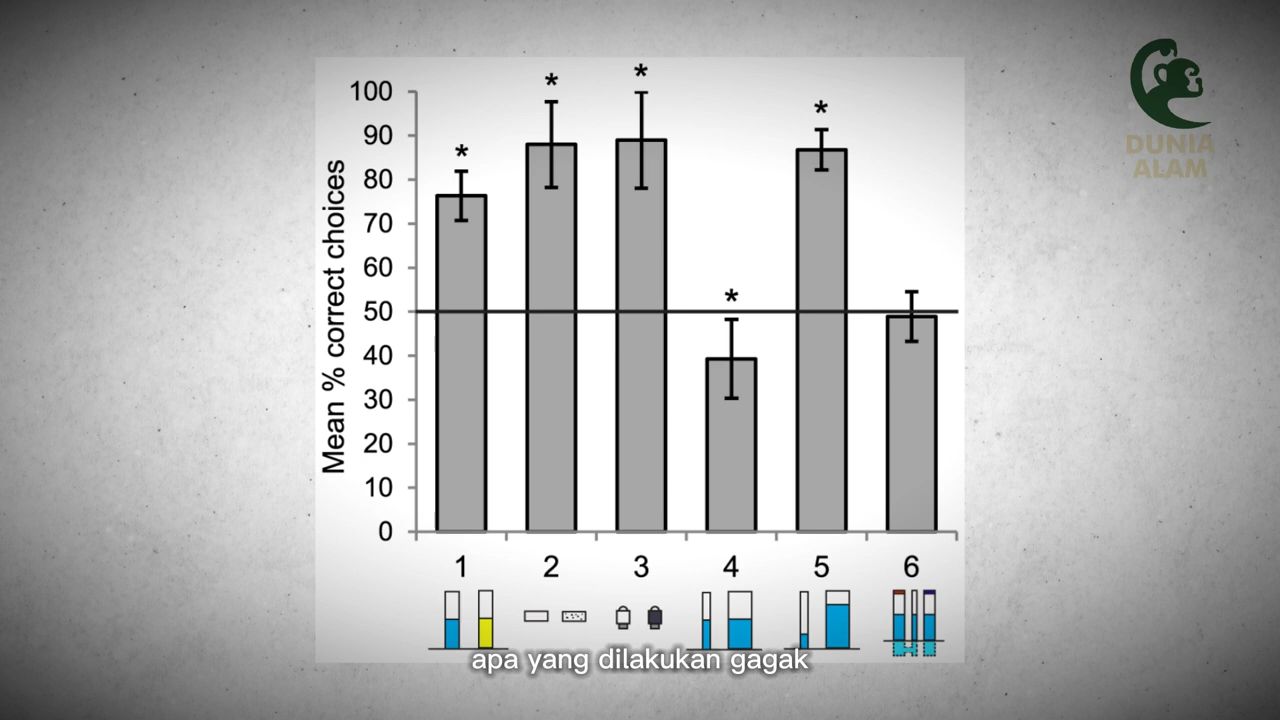 DUNIA
ALAM
Mean % correct choices
100
90
80
70
60
50
40
30
20
10
0
* * * * *
1 2 3 4 5 6
apa yang dilakukan gagak